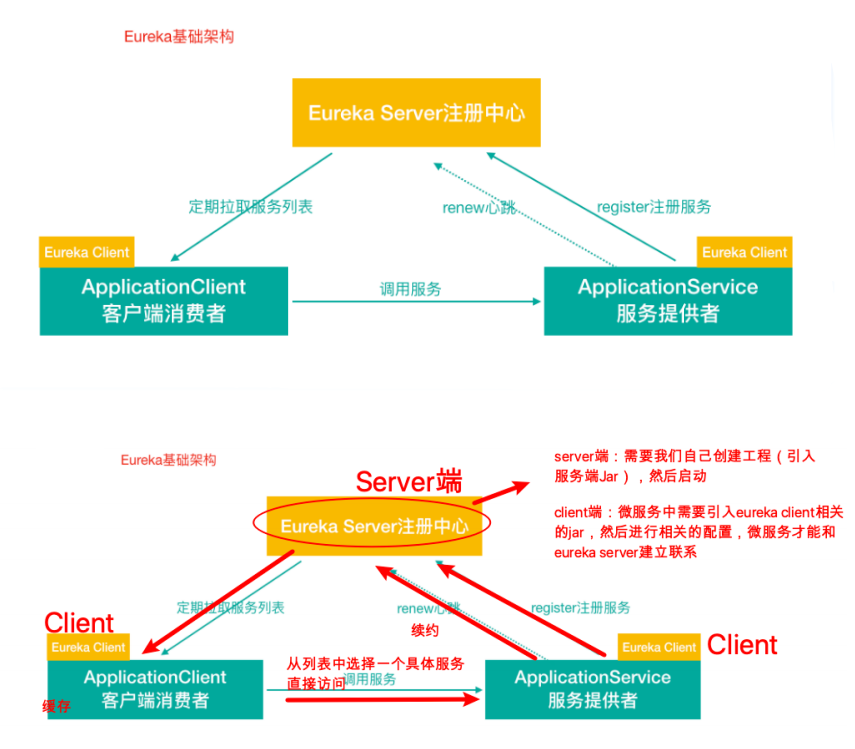 Eureka基础架构
Eureka Server注册中心
定期拉取服务列表
renew心跳
register注册服务
Eureka Client
Eureka Client
ApplicationClient
客户端消费者
调用服务
ApplicationService
服务提供者
Eureka基础架构
Server端
server端：需要我们自己创建工程（引入
服务端Jar），然后启动
client端：微服务中需要引入eureka client相关
的jar，然后进行相关的配置，微服务才能和
eureka server建立联系
Eureka Server注册中心
定期拉取服务列表
renew心跳
register注册服务
续约
Client
Eureka Client
Eureka Client
Client
从列表中选择一个具体服务
直接访问
调用服务
ApplicationClient
客户端消费者
缓存
ApplicationService
服务提供者